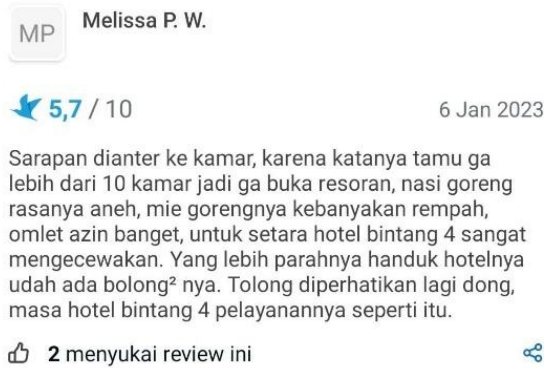 MP
Melissa P. W.
5,7 / 10
6 Jan 2023
Sarapan dianter ke kamar, karena katanya tamu ga
lebih dari 10 kamar jadi ga buka resoran, nasi goreng
rasanya aneh, mie gorengnya kebanyakan rempah,
omlet azin banget, untuk setara hotel bintang 4 sangat
mengecewakan. Yang lebih parahnya handuk hotelnya
udah ada bolong² nya. Tolong diperhatikan lagi dong,
masa hotel bintang 4 pelayanannya seperti itu.
2 menyukai review ini